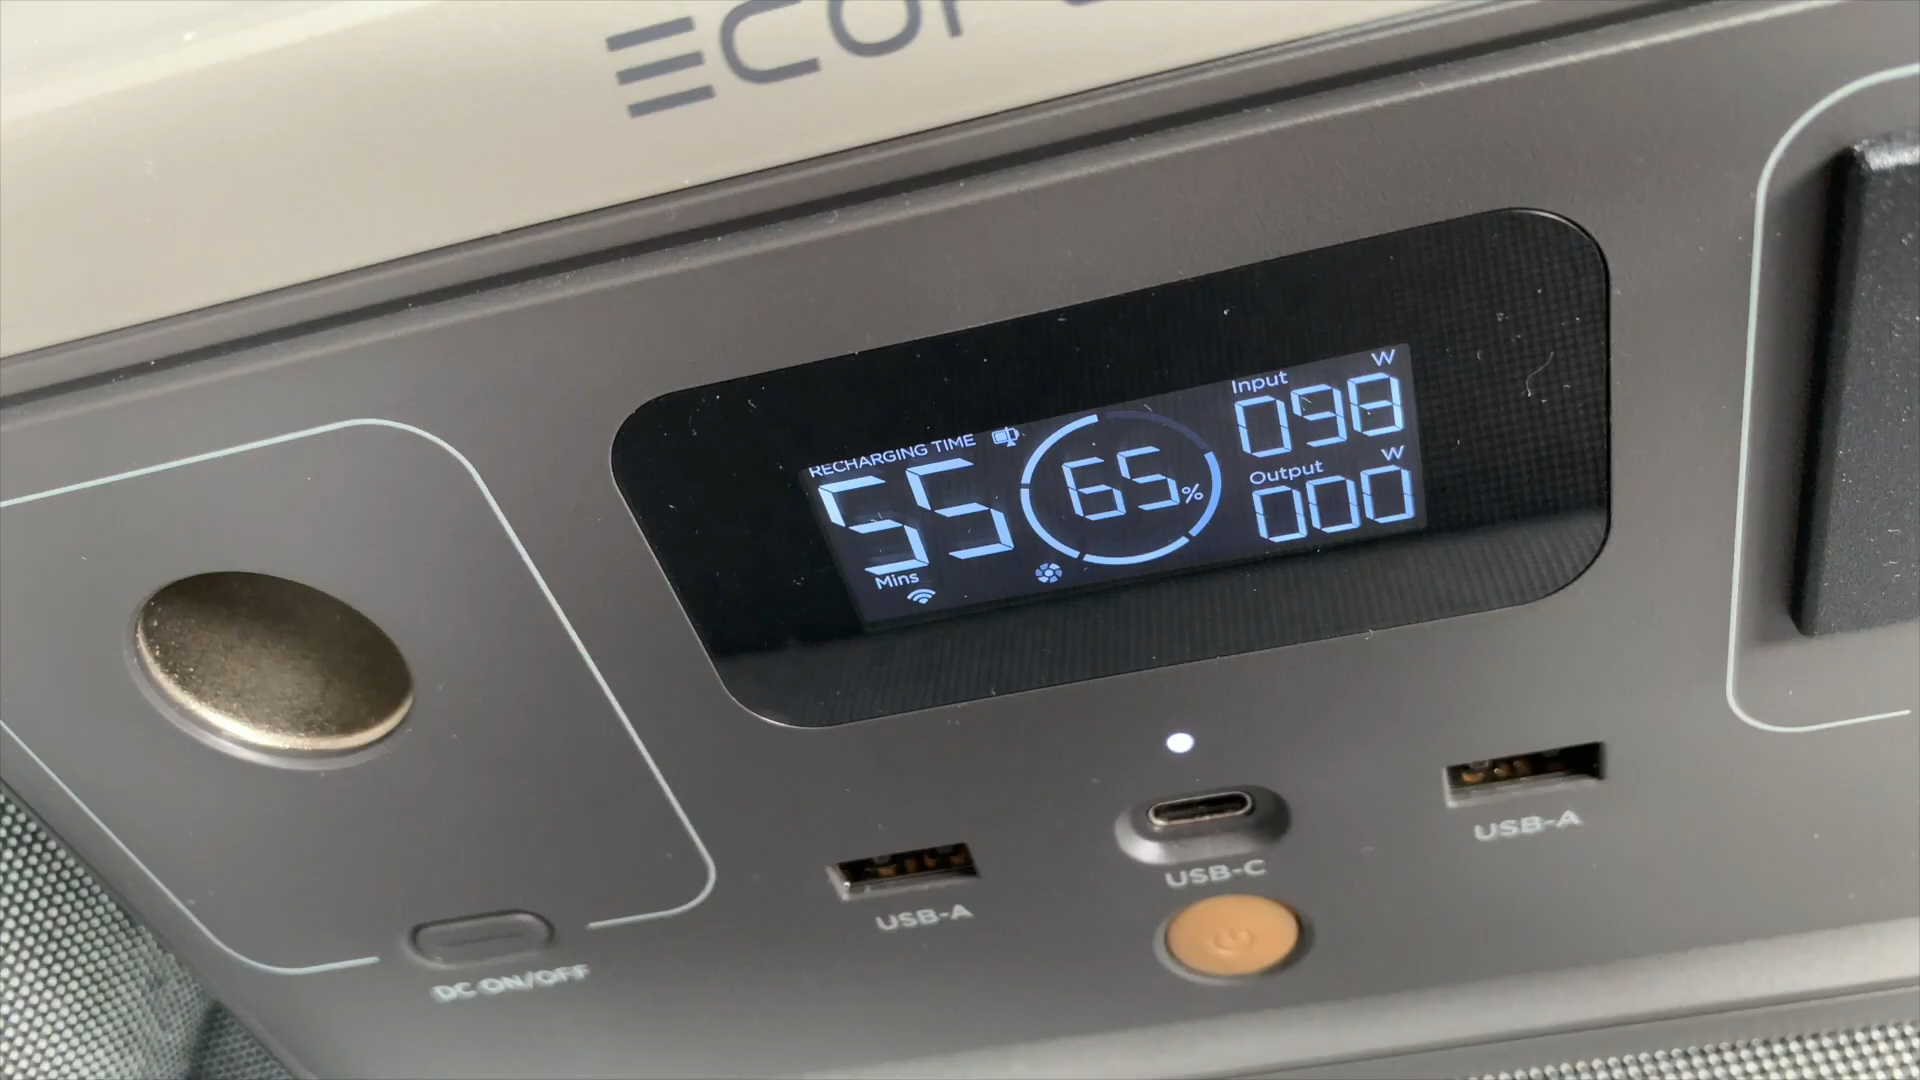 RECHARGING TIME
55
Mins
65%
Input
098 W
Output
000 W
USB-A
USB-C
USB-A
DC ON/OFF